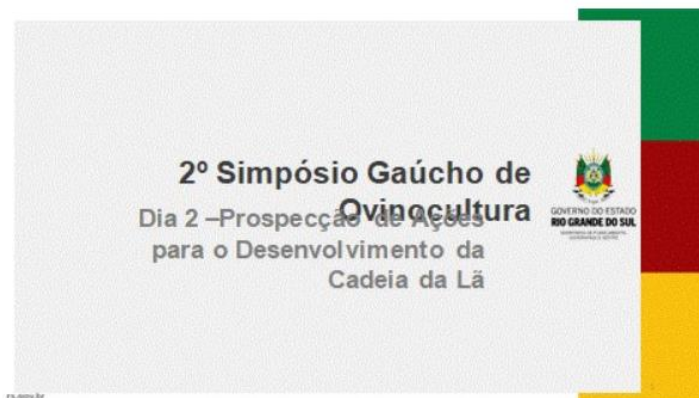 2º Simpósio Gaúcho de
Ovinocultura
Dia 2 –Prospecção de Ações
para o Desenvolvimento da
Cadeia da Lã
GOVERNO DO ESTADO
RIO GRANDE DO SUL